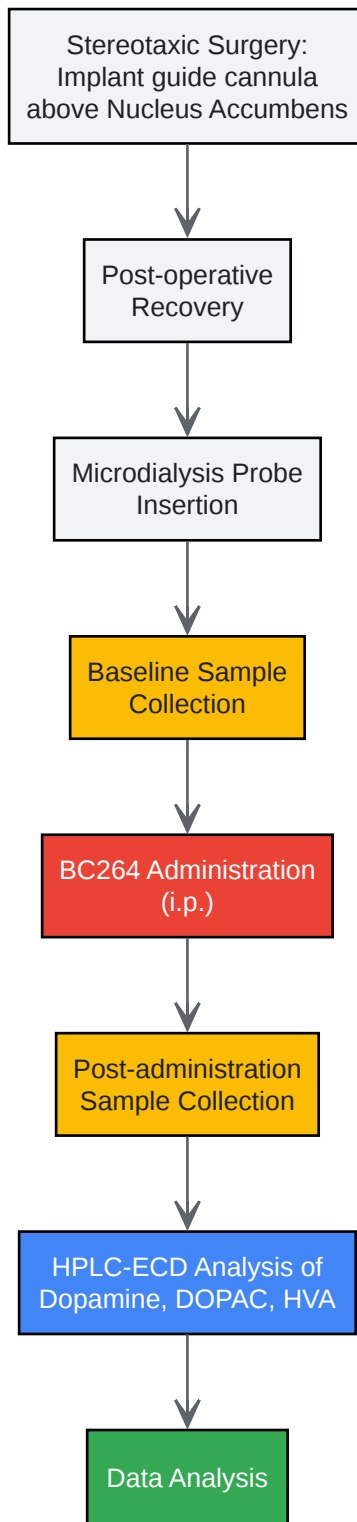 Stereotaxic Surgery:
Implant guide cannula
above Nucleus Accumbens
Post-operative
Recovery
Microdialysis Probe
Insertion
Baseline Sample
Collection
BC264 Administration
(i.p.)
Post-administration
Sample Collection
HPLC-ECD Analysis of
Dopamine, DOPAC, HVA
Data Analysis